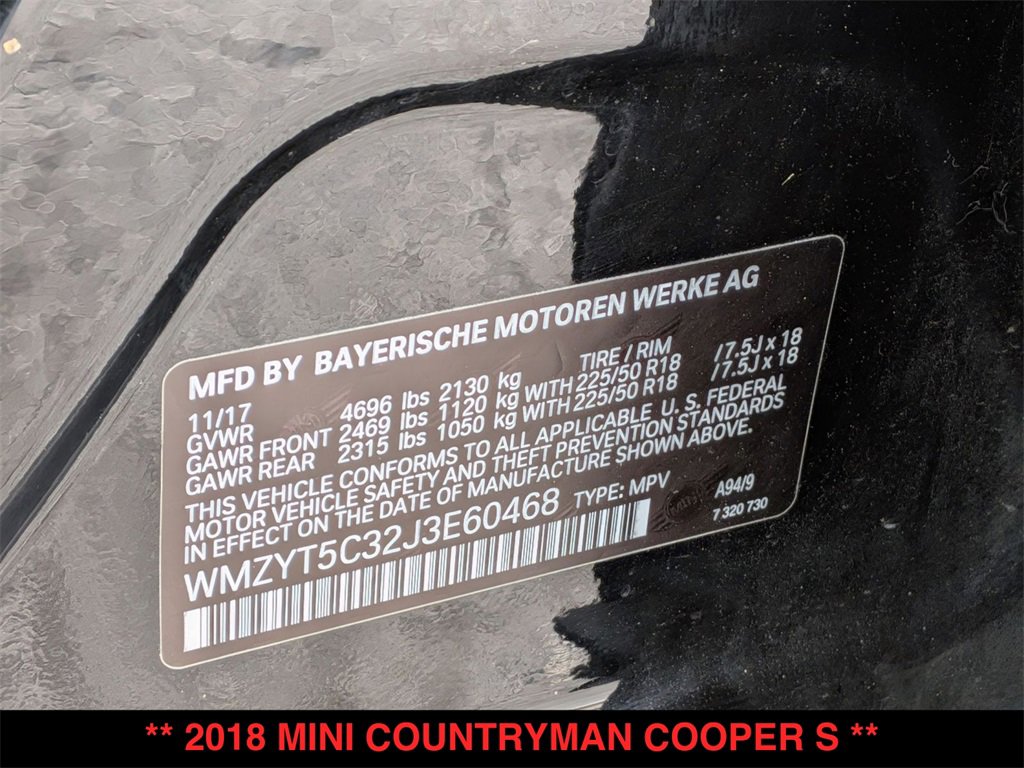 MFD BY BAYERISCHE MOTOREN WERKE AG
11/17 TIRE / RIM
GVWR 4696 lbs 2130 kg
GAWR FRONT 2469 lbs 1120 kg WITH 225/50 R18 /7.5J x 18
GAWR REAR 2315 lbs 1050 kg WITH 225/50 R18 /7.5J x 18
THIS VEHICLE CONFORMS TO ALL APPLICABLE U. S. FEDERAL
MOTOR VEHICLE SAFETY AND THEFT PREVENTION STANDARDS
IN EFFECT ON THE DATE OF MANUFACTURE SHOWN ABOVE.
WMZYT5C32J3E60468 TYPE: MPV A94/9
7 320 730
** 2018 MINI COUNTRYMAN COOPER S **